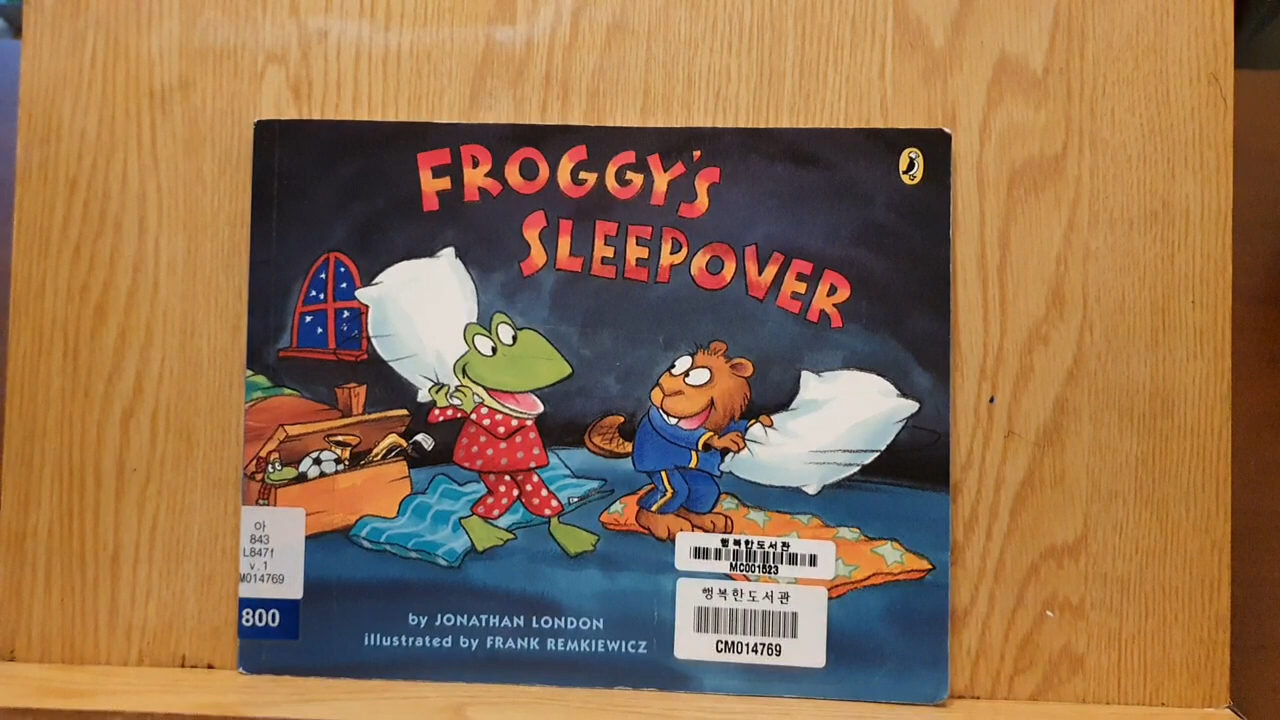 FROGGY'S
SLEEPOVER
아
843
L847f
v.1
M014769
800
행복한도서관
MC001523
행복한도서관
CM014769
by JONATHAN LONDON
illustrated by FRANK REMKIEWICZ